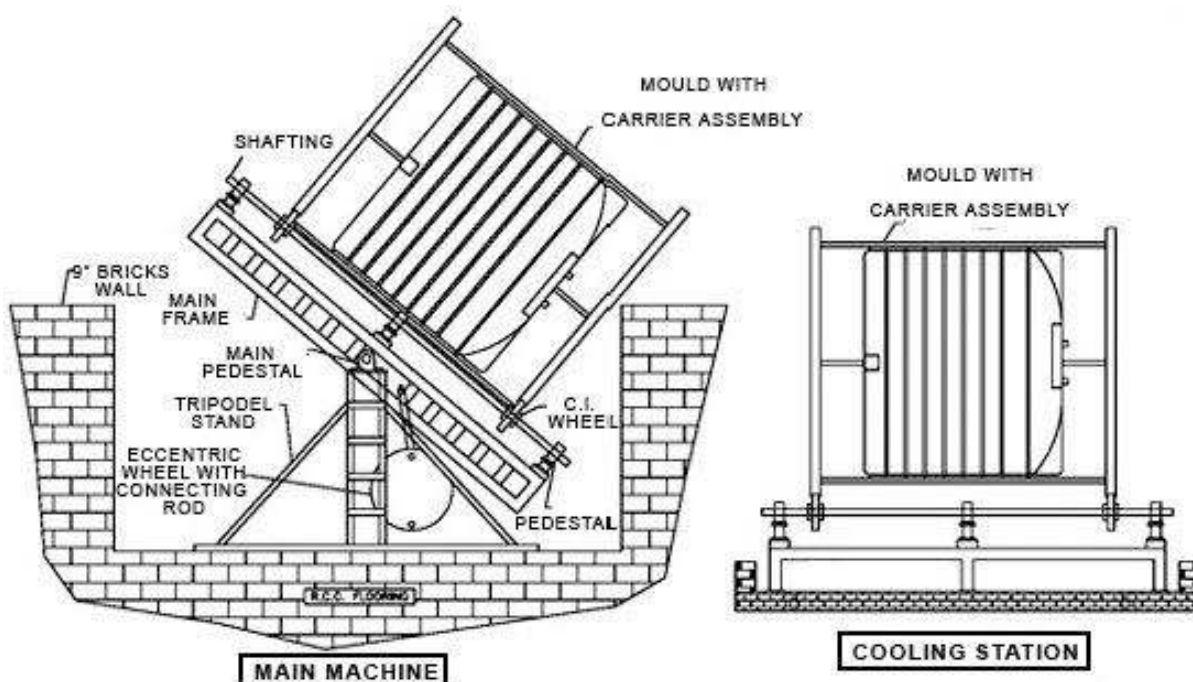 MOULD WITH
CARRIER ASSEMBLY
SHAFTING
9" BRICKS
WALL
MAIN
FRAME
MAIN
PEDESTAL
TRIPODEL
STAND
C.I.
WHEEL
ECCENTRIC
WHEEL WITH
CONNECTING
ROD
PEDESTAL
R.C.C. FLOORING
MAIN MACHINE
MOULD WITH
CARRIER ASSEMBLY
COOLING STATION